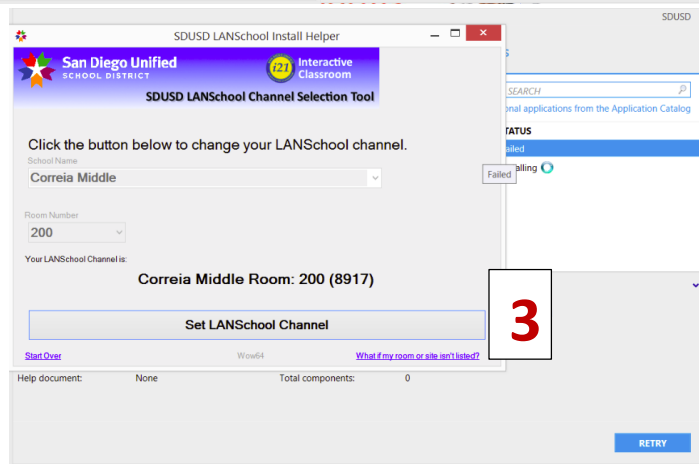 SDUSD
SDUSD LANSchool Install Helper
San Diego Unified
SCHOOL DISTRICT
i21 Interactive
Classroom
SDUSD LANSchool Channel Selection Tool
SEARCH
onal applications from the Application Catalog
TATUS
ailed
alling
Failed
Click the button below to change your LANSchool channel.
School Name
Correia Middle
Room Number
200
Your LANSchool Channel is:
Correia Middle Room: 200 (8917)
Set LANSchool Channel
3
Start Over Wow64 What if my room or site isn't listed?
Help document: None Total components: 0
RETRY